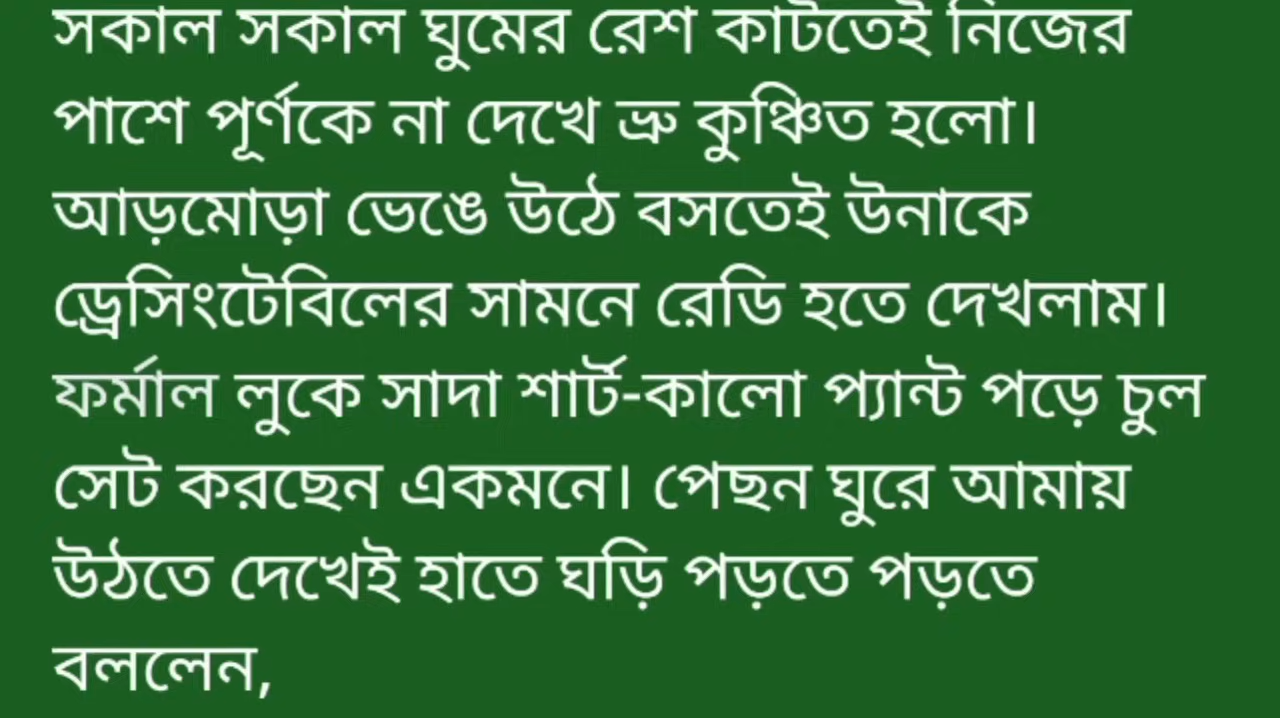 সকাল সকাল ঘুমের রেশ কাটতেই নিজের
পাশে পূর্ণকে না দেখে ভ্রু কুঞ্চিত হলো।
আড়মোড়া ভেঙে উঠে বসতেই উনাকে
ড্রেসিংটেবিলের সামনে রেডি হতে দেখলাম।
ফর্মাল লুকে সাদা শার্ট-কালো প্যান্ট পড়ে চুল
সেট করছেন একমনে। পেছন ঘুরে আমায়
উঠতে দেখেই হাতে ঘড়ি পড়তে পড়তে
বললেন,